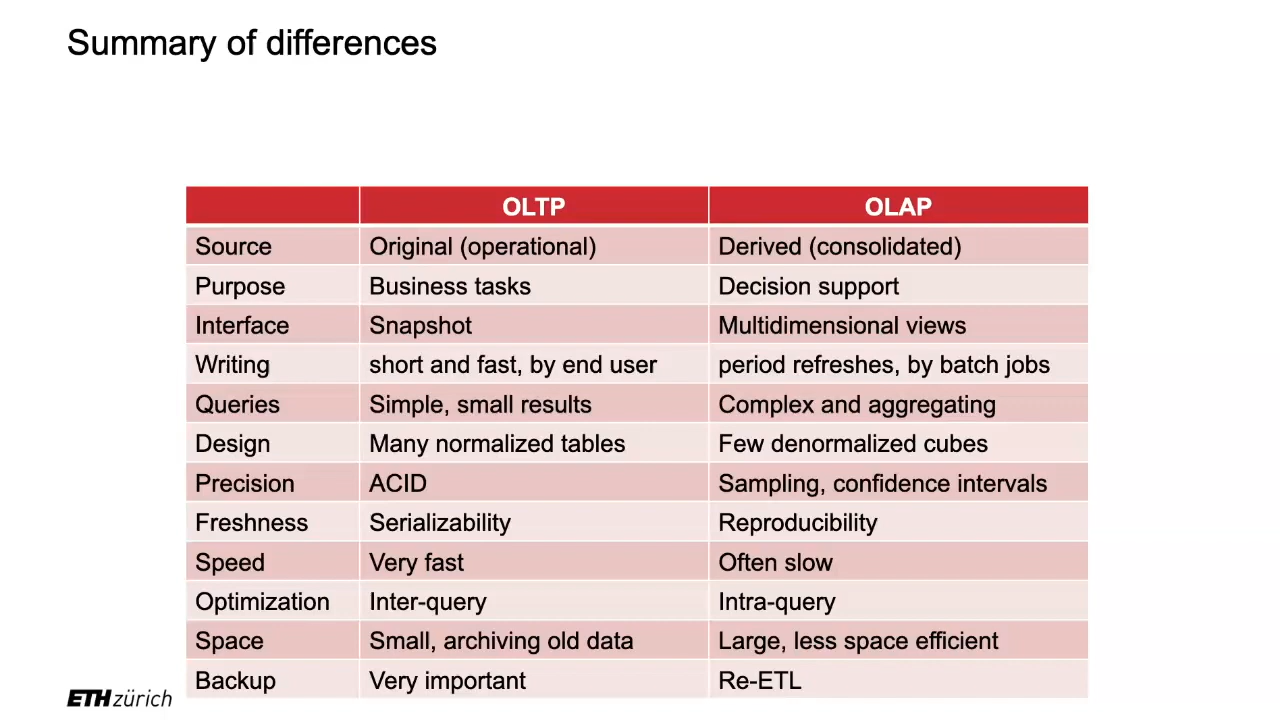 Summary of differences
OLTP OLAP
Source Original (operational) Derived (consolidated)
Purpose Business tasks Decision support
Interface Snapshot Multidimensional views
Writing short and fast, by end user period refreshes, by batch jobs
Queries Simple, small results Complex and aggregating
Design Many normalized tables Few denormalized cubes
Precision ACID Sampling, confidence intervals
Freshness Serializability Reproducibility
Speed Very fast Often slow
Optimization Inter-query Intra-query
Space Small, archiving old data Large, less space efficient
Backup Very important Re-ETL
ETH zürich